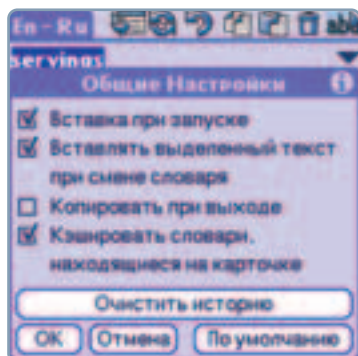 En - Ru
servings
Общие Настройки
Вставка при запуске
Вставлять выделенный текст
при смене словаря
Копировать при выходе
Кэшировать словари,
находящиеся на карточке
Очистить историю
ОК Отмена По умолчанию